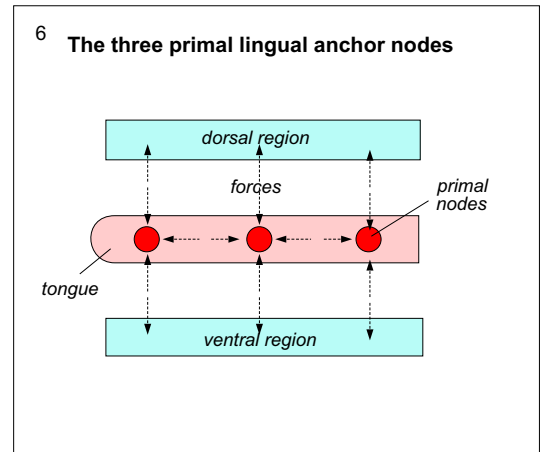 6
The three primal lingual anchor nodes
dorsal region
forces
primal
nodes
tongue
ventral region